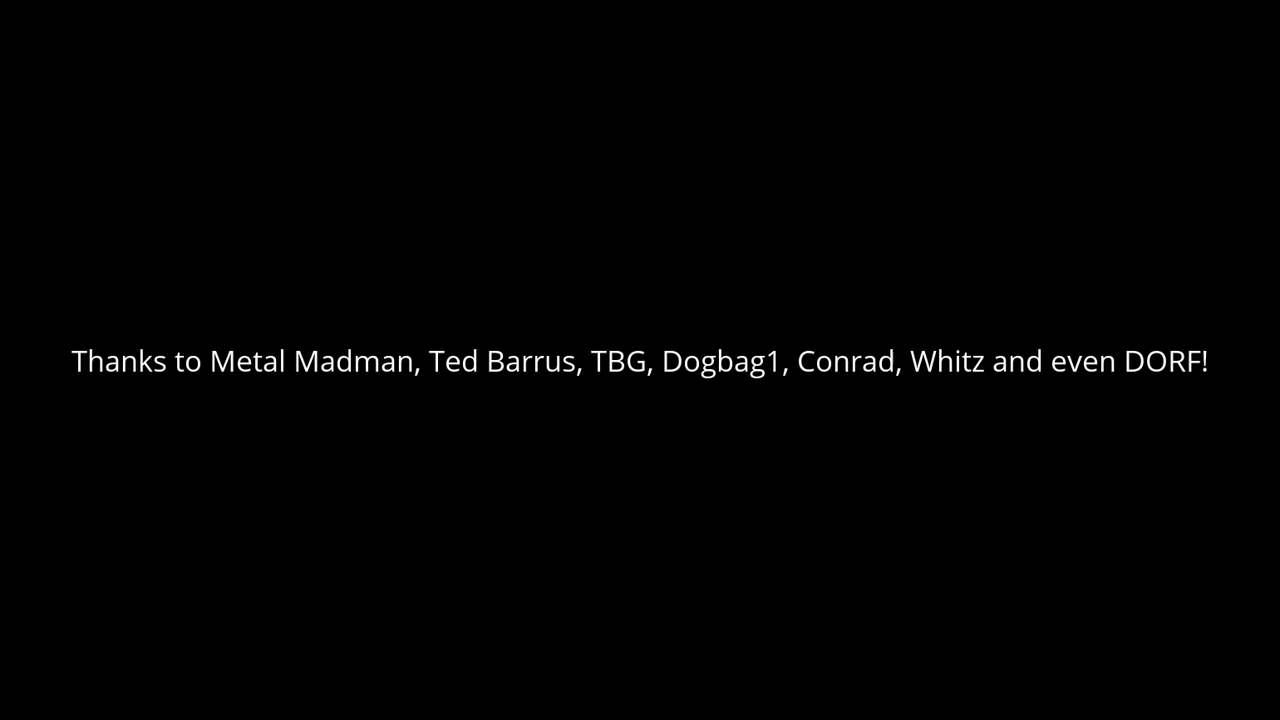 Thanks to Metal Madman, Ted Barrus, TBG, Dogbag1, Conrad, Whitz and even DORF!